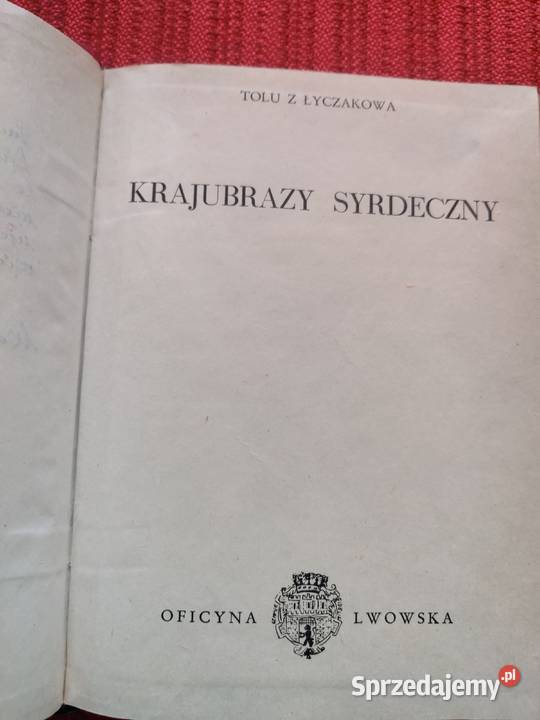 TOLU Z ŁYCZAKOWA
KRAJUBRAZY SYRDECZNY
OFICYNA LWOWSKA
Sprzedajemy.pl